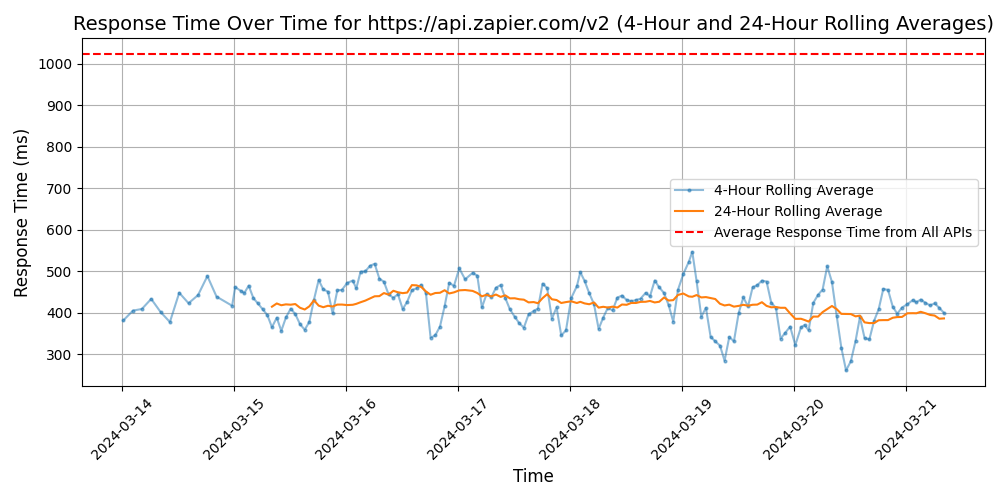 Response Time Over Time for https://api.zapier.com/v2 (4-Hour and 24-Hour Rolling Averages)
Response Time (ms)
1000
900
800
700
600
500
400
300
4-Hour Rolling Average
24-Hour Rolling Average
Average Response Time from All APIs
2024-03-14
2024-03-15
2024-03-16
2024-03-17
2024-03-18
2024-03-19
2024-03-20
2024-03-21
Time